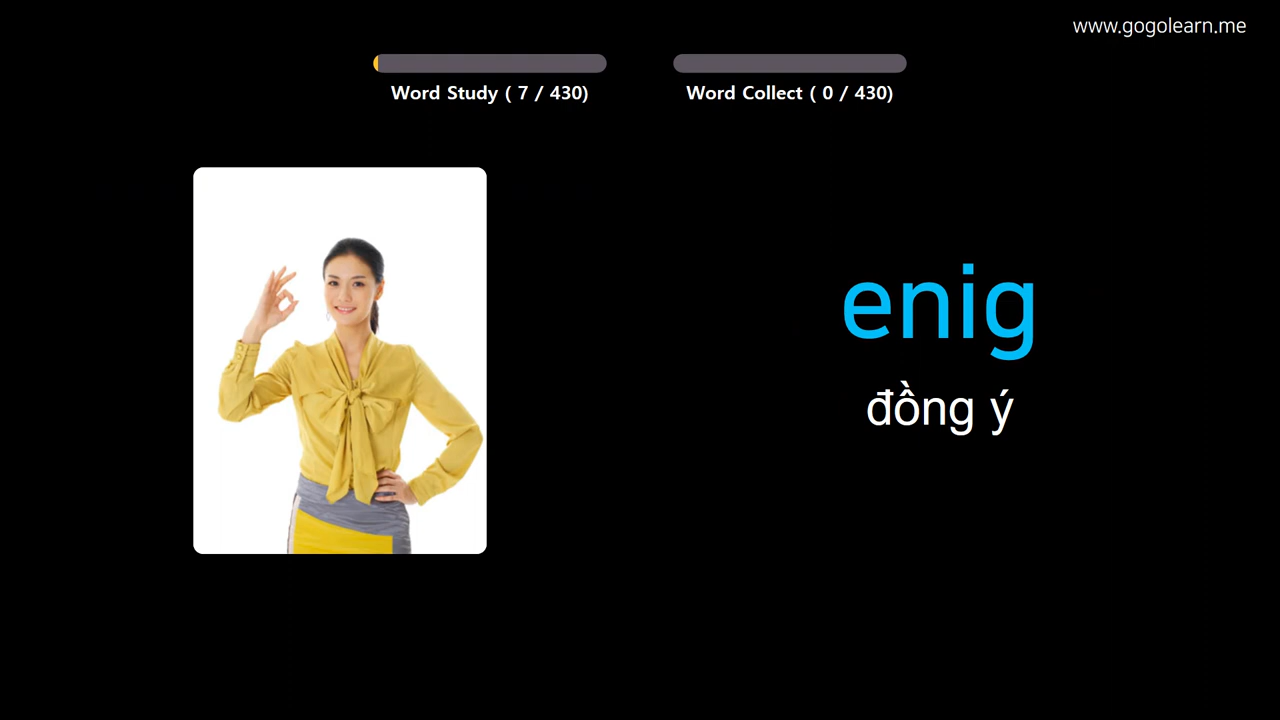 www.gogolearn.me
Word Study ( 7 / 430)
Word Collect ( 0 / 430)
enig
đồng ý